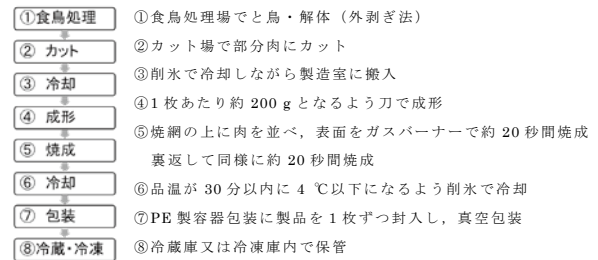 ①食鳥処理 ①食鳥処理場でと鳥・解体（外剥ぎ法）
② カット ②カット場で部分肉にカット
③ 冷却 ③削氷で冷却しながら製造室に搬入
④ 成形 ④1 枚あたり約 200 g となるよう刀で成形
⑤ 焼成 ⑤焼網の上に肉を並べ，表面をガスバーナーで約 20 秒間焼成
裏返して同様に約 20 秒間焼成
⑥ 冷却 ⑥品温が 30 分以内に 4 ℃以下になるよう削氷で冷却
⑦ 包装 ⑦PE 製容器包装に製品を 1 枚ずつ封入し，真空包装
⑧冷蔵・冷凍 ⑧冷蔵庫又は冷凍庫内で保管